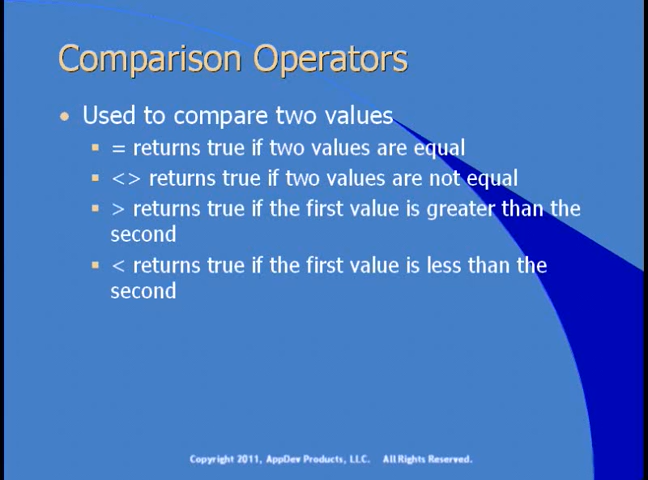 Comparison Operators
• Used to compare two values
▪ = returns true if two values are equal
▪ <> returns true if two values are not equal
▪ > returns true if the first value is greater than the
second
▪ < returns true if the first value is less than the
second
Copyright 2011, AppDev Products, LLC. All Rights Reserved.